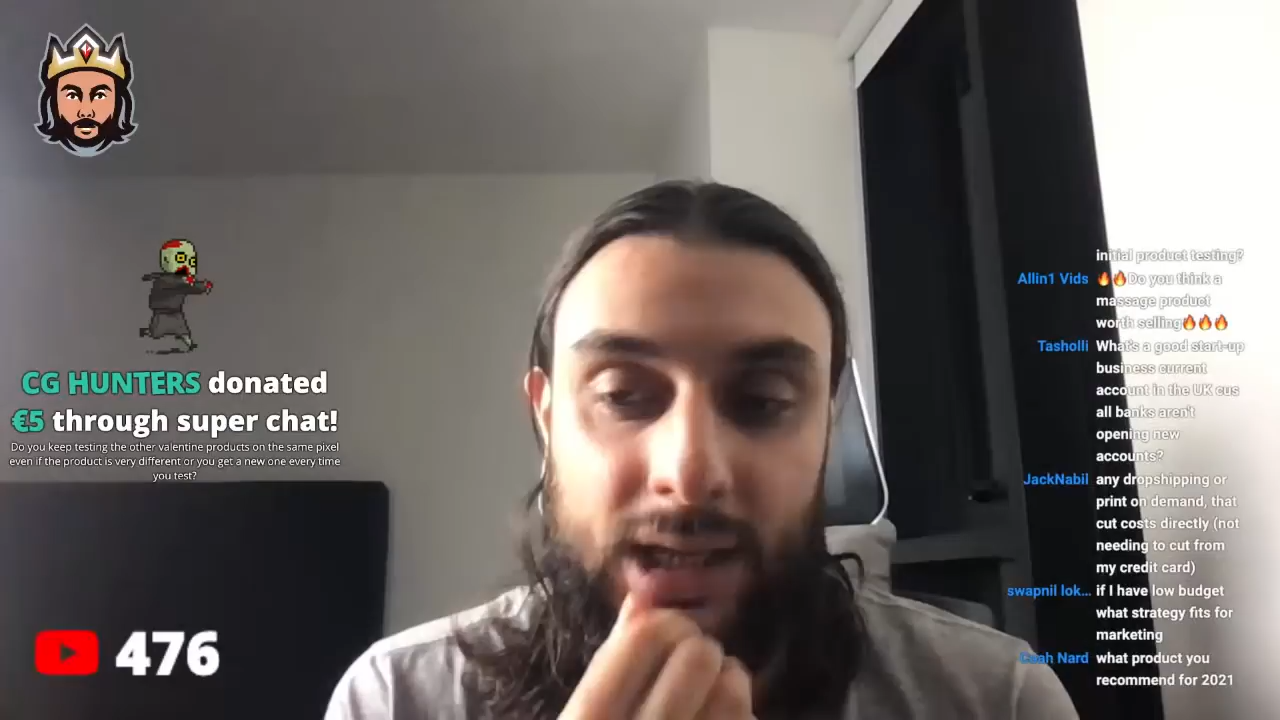 CG HUNTERS donated
€5 through super chat!
Do you keep testing the other valentine products on the same pixel
even if the product is very different or you get a new one every time
you test?
476
initial product testing?
Allin1 Vids 🔥🔥Do you think a
massage product
worth selling🔥🔥🔥
Tasholli What's a good start-up
business current
account in the UK cus
all banks aren't
opening new
accounts?
JackNabil any dropshipping or
print on demand, that
cut costs directly (not
needing to cut from
my credit card)
swapnil lok... if I have low budget
what strategy fits for
marketing
Nard what product you
recommend for 2021